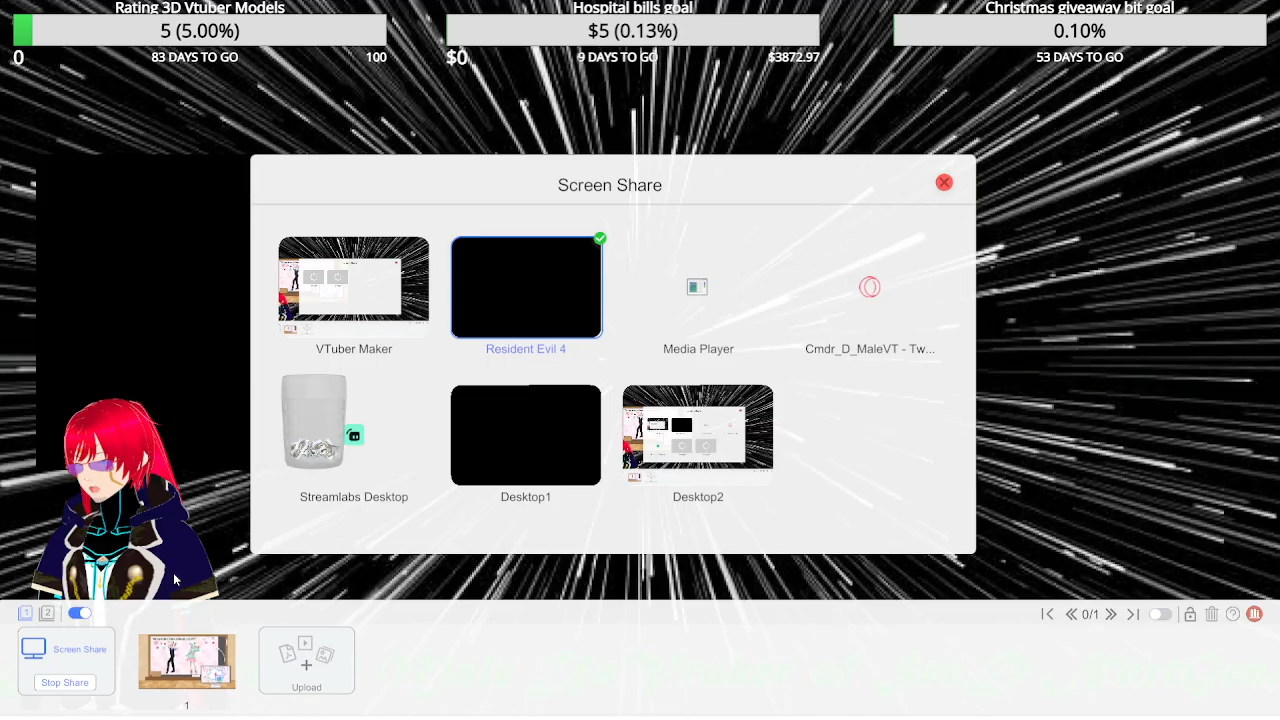 Rating 3D Vtuber Models
Hospital bills goal
Christmas giveaway bit goal
5 (5.00%)
$5 (0.13%)
0.10%
0
83 DAYS TO GO
100
$0
9 DAYS TO GO
$3872.97
53 DAYS TO GO
Screen Share
VTuber Maker
Resident Evil 4
Media Player
Cmdr_D_MaleVT - Tw...
Streamlabs Desktop
Desktop1
Desktop2
1
2
0/1
Screen Share
Stop Share
Upload
1